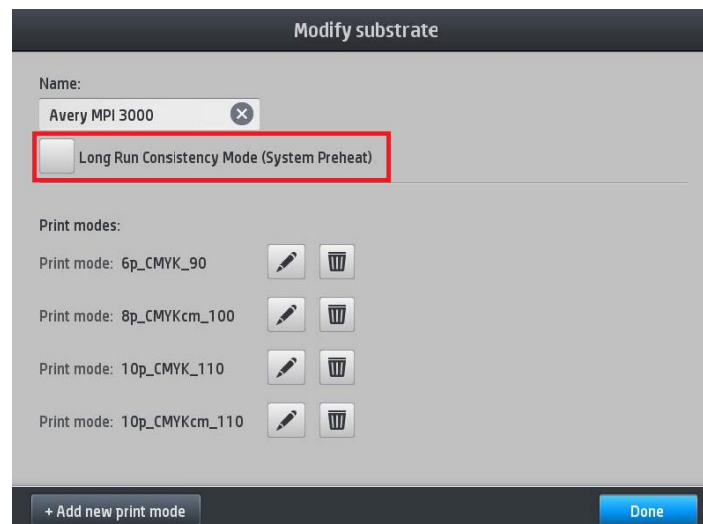 Modify substrate
Name:
Avery MPI 3000
Long Run Consistency Mode (System Preheat)
Print modes:
Print mode: 6p_CMYK_90
Print mode: 8p_CMYKcm_100
Print mode: 10p_CMYK_110
Print mode: 10p_CMYKcm_110
+ Add new print mode Done